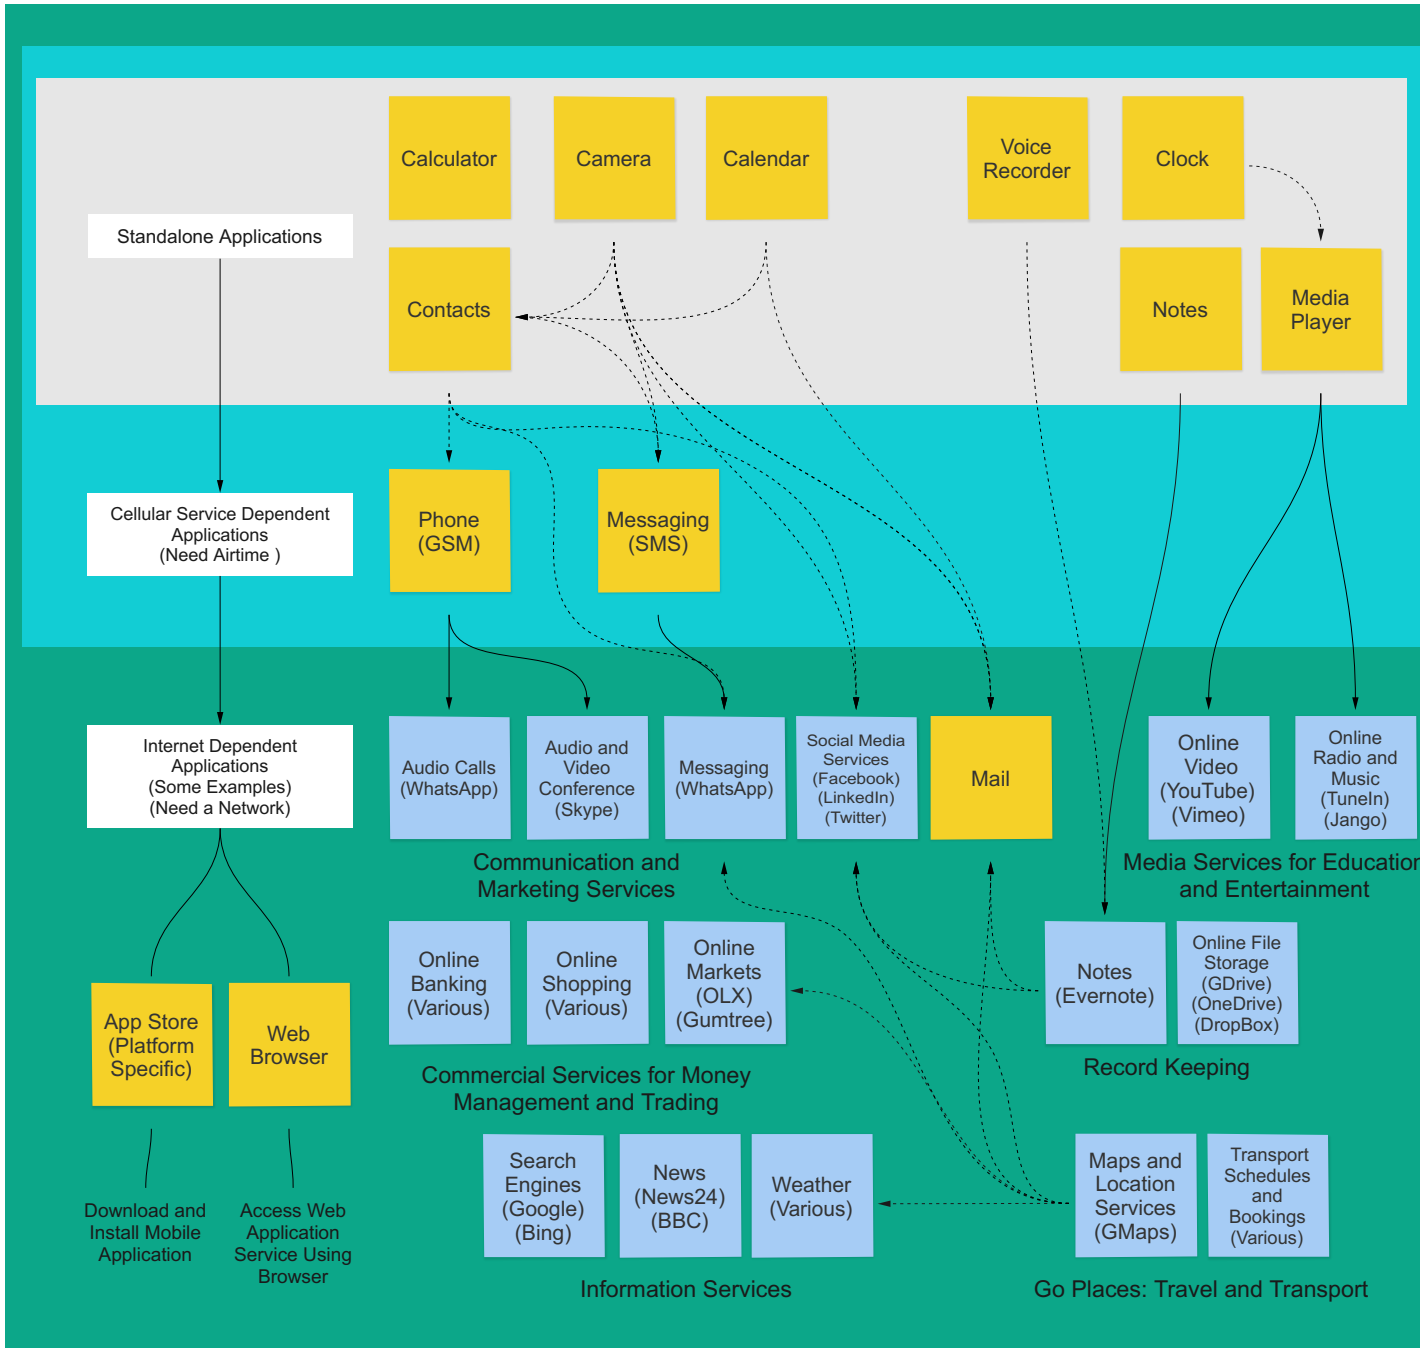 Calculator
Camera
Calendar
Voice
Recorder
Clock
Standalone Applications
Contacts
Notes
Media
Player
Cellular Service Dependent
Applications
(Need Airtime )
Phone
(GSM)
Messaging
(SMS)
Internet Dependent
Applications
(Some Examples)
(Need a Network)
Audio Calls
(WhatsApp)
Audio and
Video
Conference
(Skype)
Messaging
(WhatsApp)
Social Media
Services
(Facebook)
(LinkedIn)
(Twitter)
Mail
Online
Video
(YouTube)
(Vimeo)
Online
Radio and
Music
(TuneIn)
(Jango)
Communication and
Marketing Services
Media Services for Education
and Entertainment
Online
Banking
(Various)
Online
Shopping
(Various)
Online
Markets
(OLX)
(Gumtree)
Notes
(Evernote)
Online File
Storage
(GDrive)
(OneDrive)
(DropBox)
App Store
(Platform
Specific)
Web
Browser
Commercial Services for Money
Management and Trading
Record Keeping
Search
Engines
(Google)
(Bing)
News
(News24)
(BBC)
Weather
(Various)
Maps and
Location
Services
(GMaps)
Transport
Schedules
and
Bookings
(Various)
Download and
Install Mobile
Application
Access Web
Application
Service Using
Browser
Information Services
Go Places: Travel and Transport